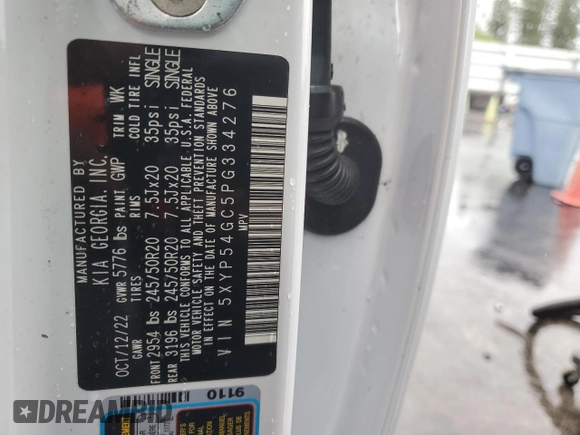 MANUFACTURED BY
KIA GEORGIA, INC.
OCT/12/22 GVWR 5776 lbs PAINT GWP TRIM WK
GAWR TIRES RIMS COLD TIRE INFL
FRONT 2954 lbs 245/50R20 7.5Jx20 35psi SINGLE
REAR 3196 lbs 245/50R20 7.5Jx20 35psi SINGLE
THIS VEHICLE CONFORMS TO ALL APPLICABLE U.S.A. FEDERAL
MOTOR VEHICLE SAFETY AND THEFT PREVENTION STANDARDS
IN EFFECT ON THE DATE OF MANUFACTURE SHOWN ABOVE
VIN 5XYP54GC5PG334276
MPV
9110
DREAMBID